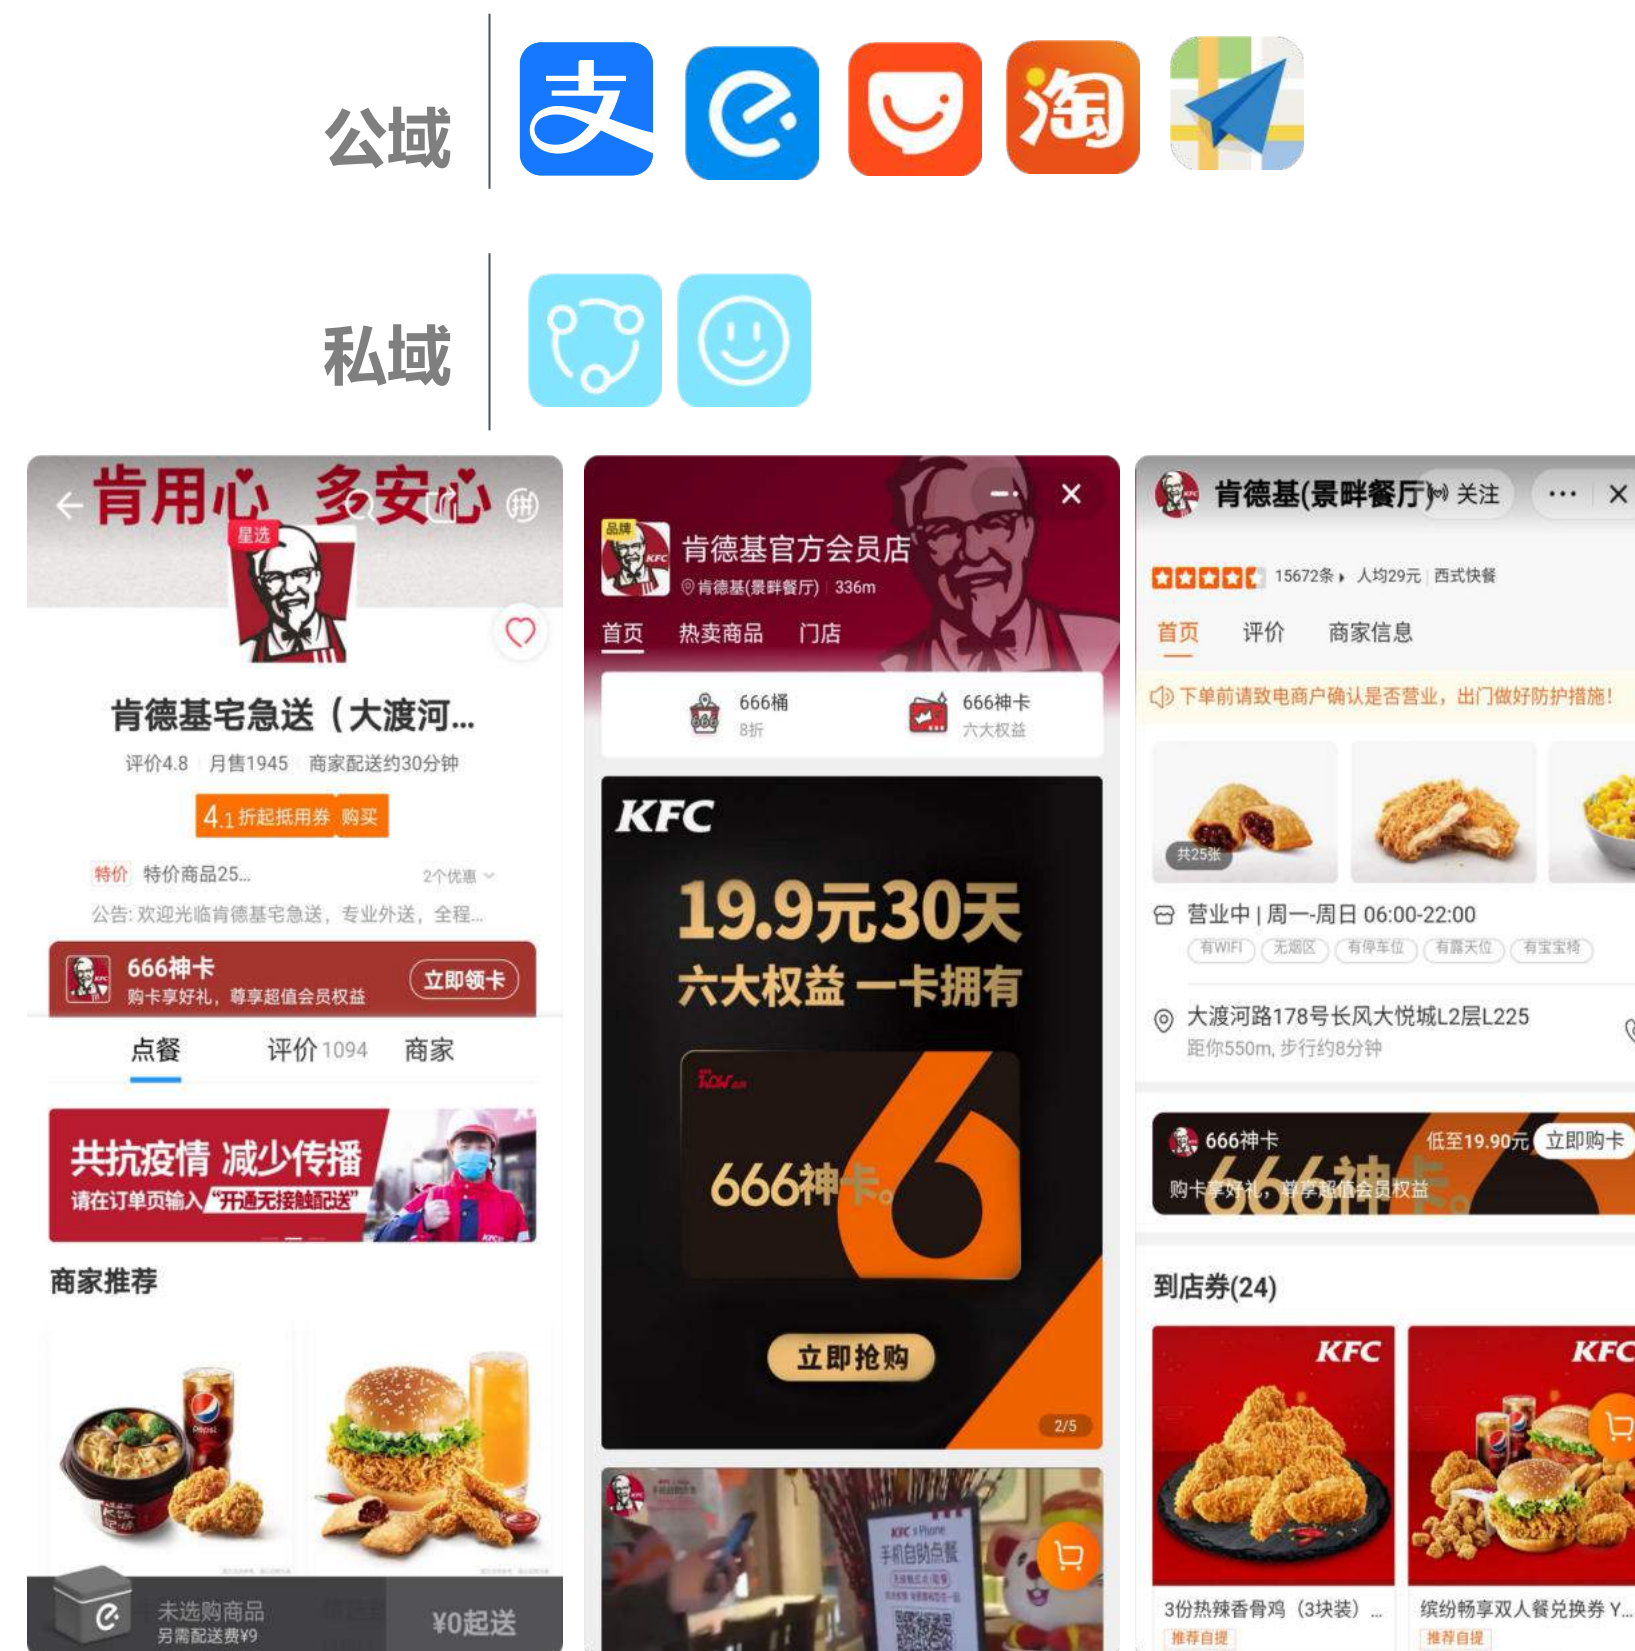 公域
支
淘
私域
肯用心 多安心
拼
星选
肯德基宅急送（大渡河...
评价4.8 月售1945 商家配送约30分钟
4.1折起抵用券 购买
特价 特价商品25... 2个优惠
公告: 欢迎光临肯德基宅急送，专业外送，全程...
666神卡
购卡享好礼，尊享超值会员权益
立即领卡
点餐 评价 1094 商家
共抗疫情 减少传播
请在订单页输入“开通无接触配送”
商家推荐
pepsi
未选购商品
另需配送费¥9
¥0起送
品牌
KFC
肯德基官方会员店
肯德基(景畔餐厅) 336m
首页 热卖商品 门店
666桶
8折
666神卡
六大权益
KFC
19.9元30天
六大权益 一卡拥有
WOW
666神卡。
立即抢购
2/5
KFC x Phone
手机自助点餐
肯德基(景畔餐厅) 关注
15672条 人均29元 西式快餐
首页 评价 商家信息
下单前请致电商户确认是否营业，出门做好防护措施！
共25张
营业中 | 周一-周日 06:00-22:00
有WIFI 无烟区 有停车位 有露天位 有宝宝椅
大渡河路178号长风大悦城L2层L225
距你550m, 步行约8分钟
666神卡
低至19.90元 立即购卡
购卡享好礼，尊享超值会员权益
666神卡。
到店券(24)
KFC
KFC
3份热辣香骨鸡（3块装）...
推荐自提
缤纷畅享双人餐兑换券 Y...
推荐自提